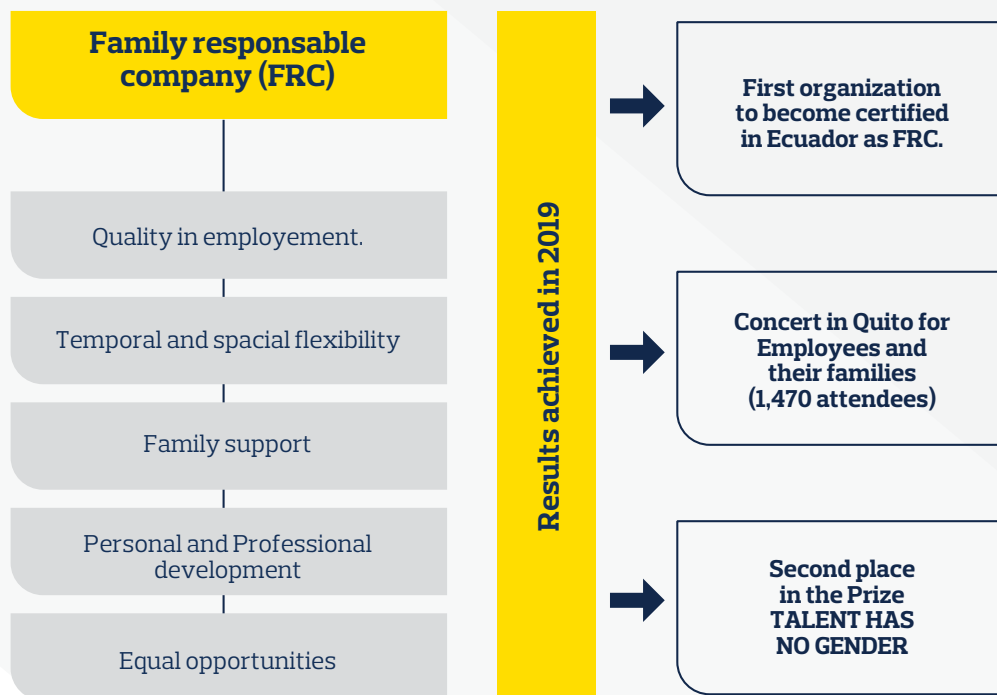 Family responsable
company (FRC)
Quality in employement.
Temporal and spacial flexibility
Family support
Personal and Professional
development
Equal opportunities
Results achieved in 2019
First organization
to become certified
in Ecuador as FRC.
Concert in Quito for
Employees and
their families
(1,470 attendees)
Second place
in the Prize
TALENT HAS
NO GENDER